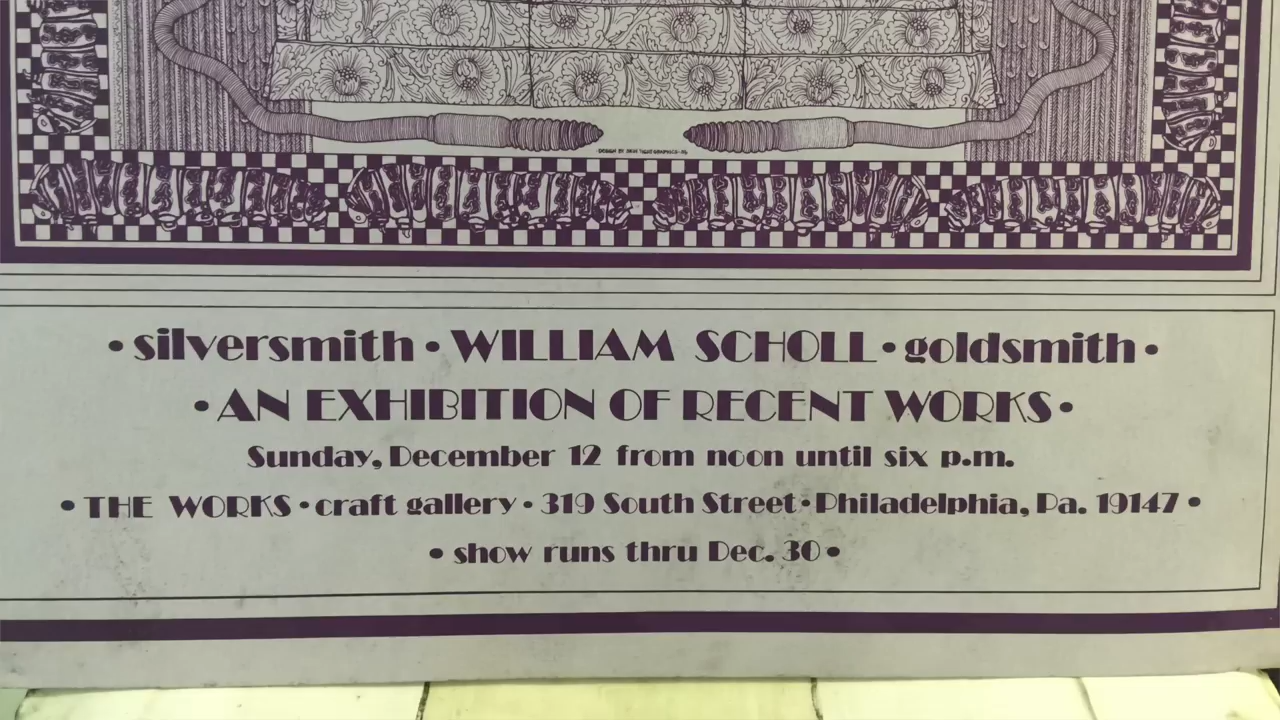 •silversmith•WILLIAM SCHOLL•goldsmith•
•AN EXHIBITION OF RECENT WORKS•
Sunday, December 12 from noon until six p.m.
•THE WORKS•craft gallery•319 South Street•Philadelphia, Pa. 19147•
•show runs thru Dec. 30•